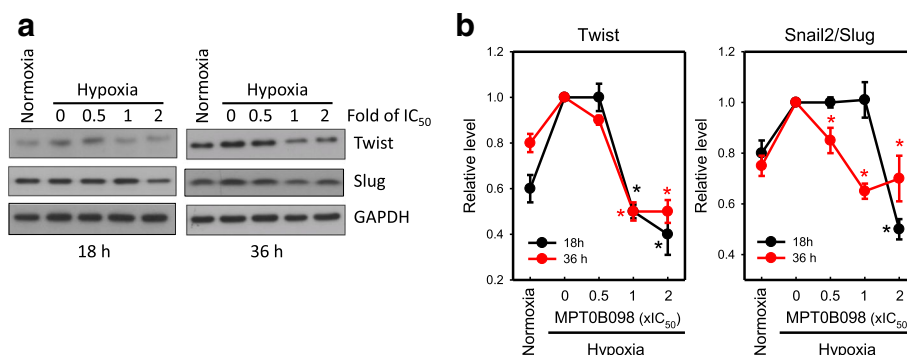 a
Normoxia
Hypoxia
0 0.5 1 2
Normoxia
Hypoxia
0 0.5 1 2
Fold of IC50
Twist
Slug
GAPDH
18 h
36 h
b
Twist
Relative level
1.2
1.0
0.8
0.6
0.4
0.2
* * * *
18h
36 h
Normoxia
0 0.5 1 2
MPT0B098 (xIC50)
Hypoxia
Snail2/Slug
Relative level
1.2
1.0
0.8
0.6
0.4
0.2
* * * *
18h
36 h
Normoxia
0 0.5 1 2
MPT0B098 (xIC50
Hypoxia